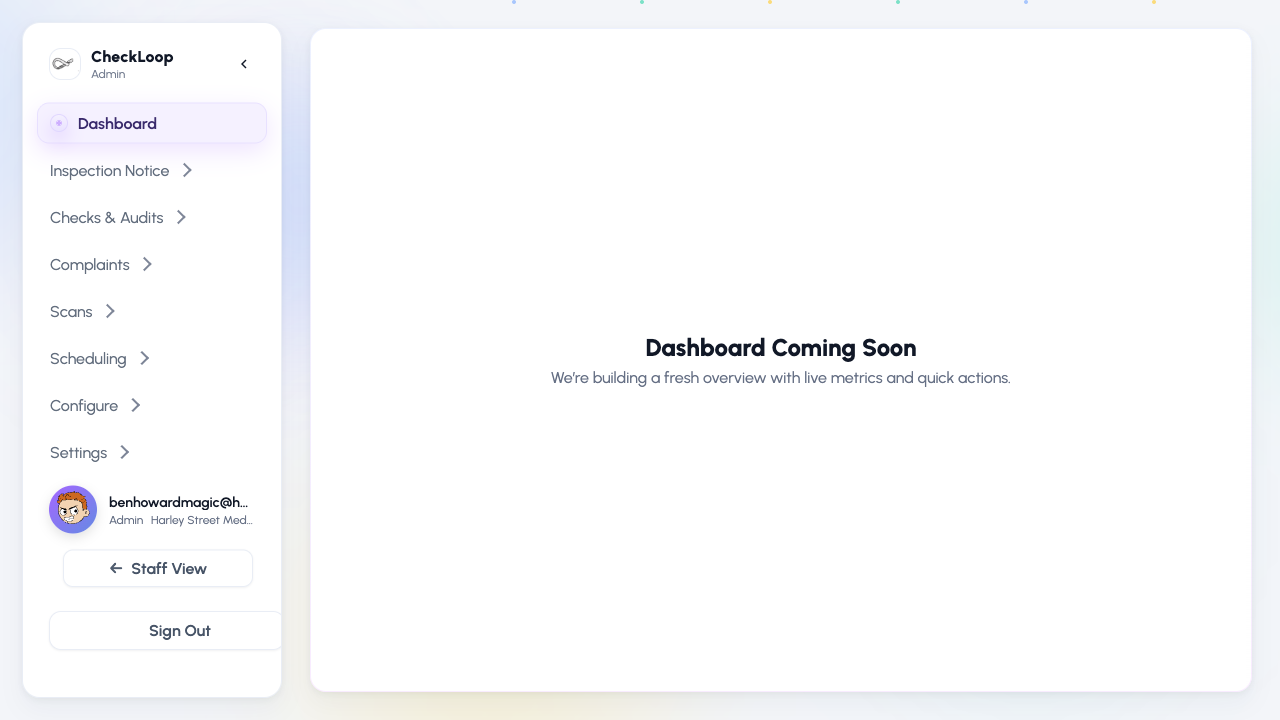 CheckLoop
Admin
Dashboard
Inspection Notice
Checks & Audits
Complaints
Scans
Scheduling
Configure
Settings
benhowardmagic@h...
Admin Harley Street Med...
Staff View
Sign Out
Dashboard Coming Soon
We’re building a fresh overview with live metrics and quick actions.